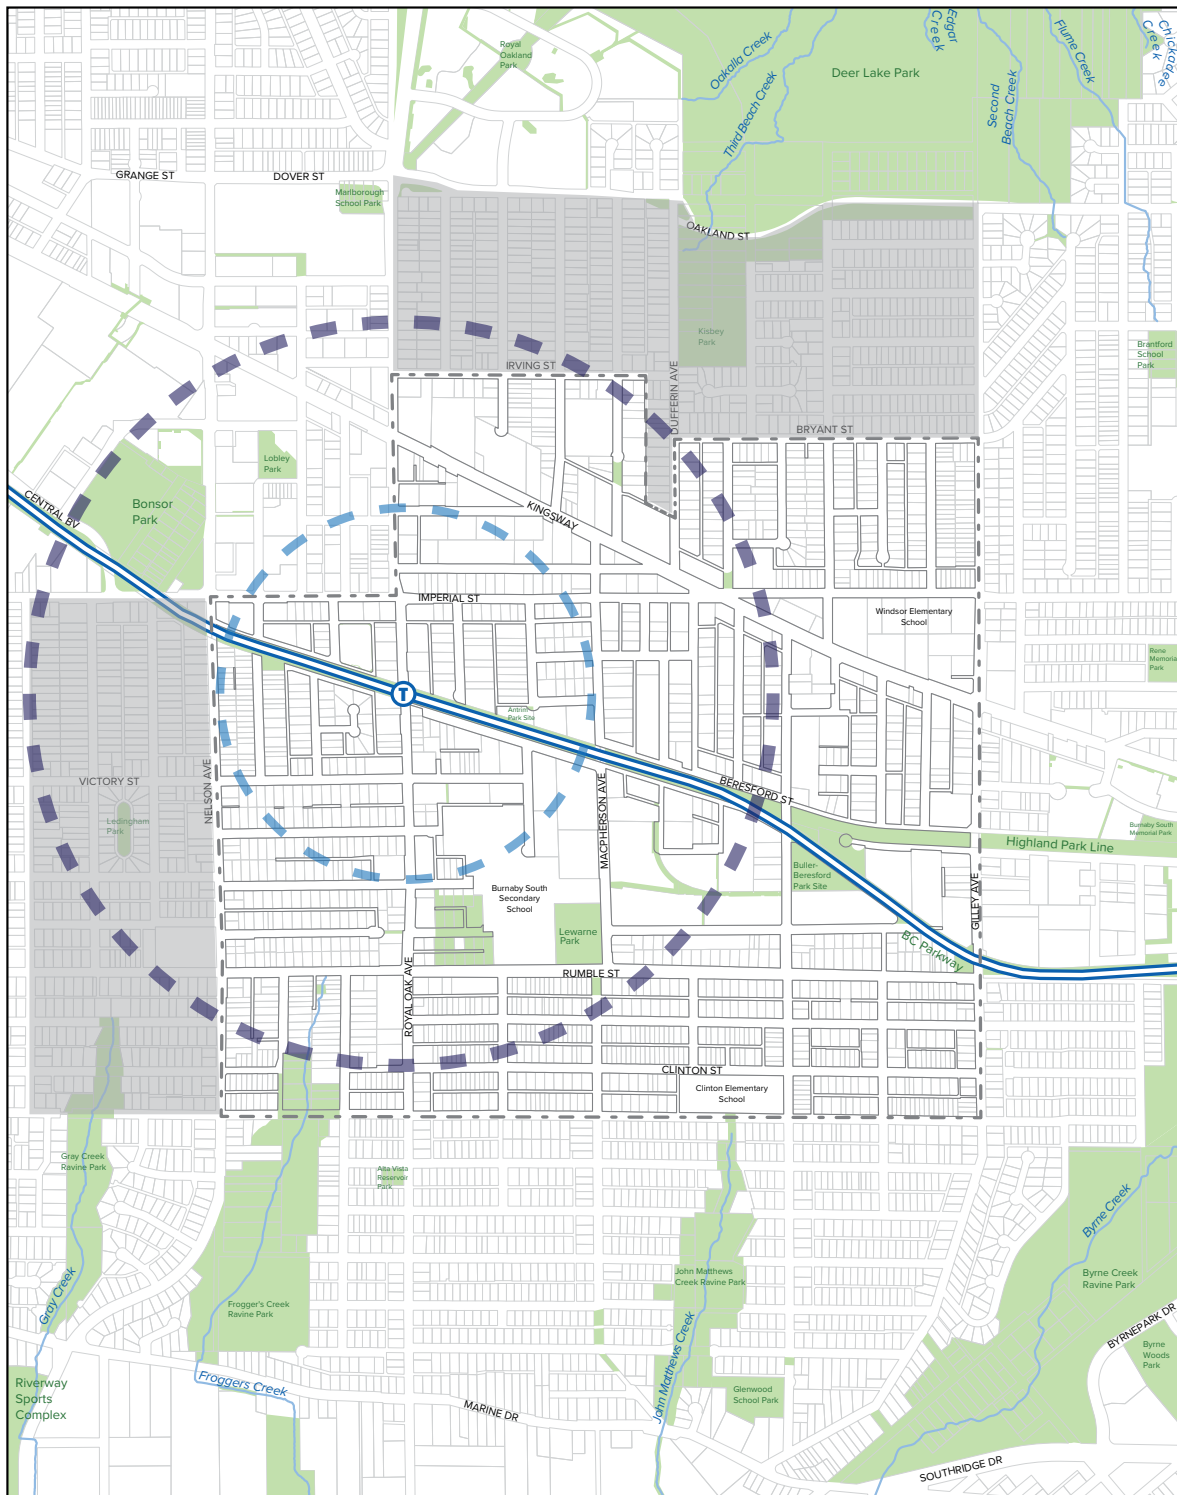 Royal
Oakland
Park
Oakalla Creek
Edgar
Creek
Flume Creek
Chickadee
Creek
Deer Lake Park
Third Beach Creek
Second
Beach Creek
GRANGE ST
DOVER ST
Marlborough
School Park
OAKLAND ST
Kisbey
Park
Brantford
School
Park
IRVING ST
DUFFERIN AVE
BRYANT ST
Lobley
Park
Bonsor
Park
CENTRAL BV
KINGSWAY
IMPERIAL ST
Windsor Elementary
School
Rene
Memorial
Park
T
Antrim
Park Site
VICTORY ST
NELSON AVE
BERESFORD ST
MACPHERSON AVE
Ledingham
Park
Burnaby South
Memorial Park
Highland Park Line
Buller-
Beresford
Park Site
GILLEY AVE
Burnaby South
Secondary
School
Lewarne
Park
BC Parkway
ROYAL OAK AVE
RUMBLE ST
CLINTON ST
Clinton Elementary
School
Gray Creek
Ravine Park
Alta Vista
Reservoir
Park
Byrne Creek
John Matthews
Creek Ravine Park
Byrne Creek
Ravine Park
Gray Creek
Frogger's Creek
Ravine Park
John Matthews Creek
BYRNEPARK DR
Byrne
Woods
Park
Riverway
Sports
Complex
Froggers Creek
Glenwood
School Park
MARINE DR
SOUTHRIDGE DR